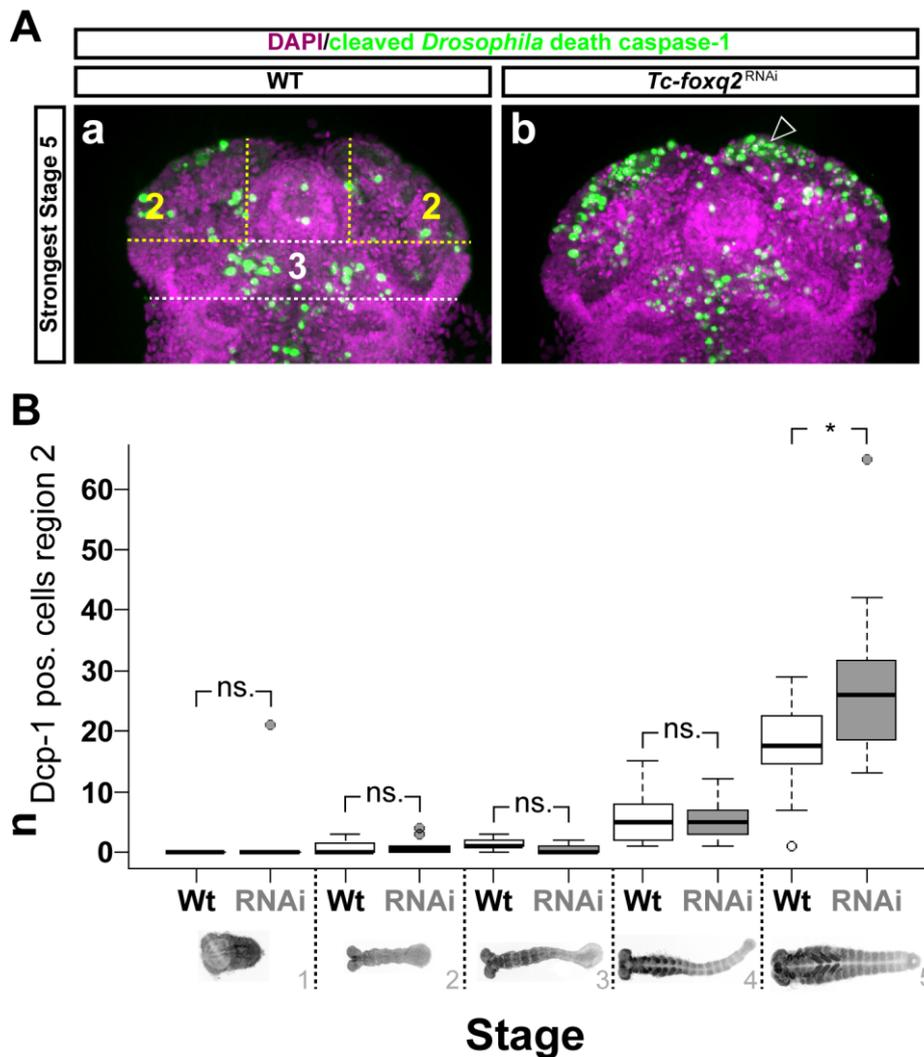 A
DAPI/cleaved Drosophila death caspase-1
WT
Tc-foxq2RNAi
Strongest Stage 5
a
b
2
2
3
B
n Dcp-1 pos. cells region 2
60
50
40
30
20
10
0
ns.
ns.
ns.
ns.
*
Wt RNAi Wt RNAi Wt RNAi Wt RNAi Wt RNAi
1 2 3 4 5
Stage